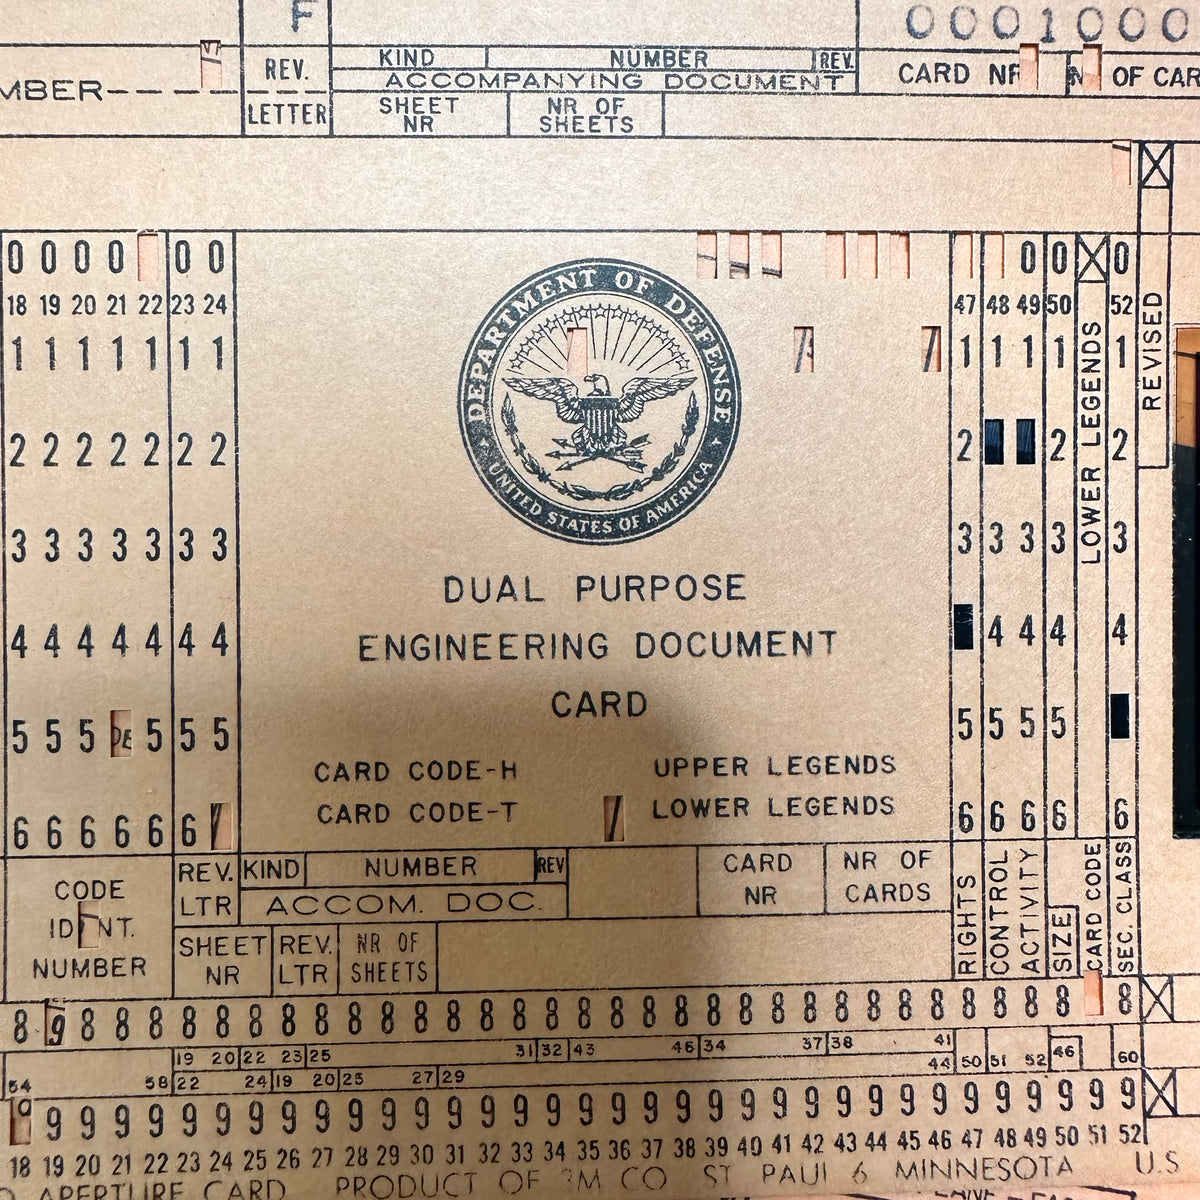 F
0001000
MBER
REV.
LETTER
KIND NUMBER REV.
ACCOMPANYING DOCUMENT
SHEET NR
NR OF SHEETS
CARD NR
OF CAR
0 0 0 0 0 0
0 0 0
18 19 20 21 22 23 24
47 48 49 50 52
1 1 1 1 1 1 1
1 1 1 1 1
2 2 2 2 2 2 2
2 2 2
3 3 3 3 3 3 3
3 3 3 3 3
4 4 4 4 4 4 4
4 4 4 4
5 5 5 5 5 5
5 5 5 5
6 6 6 6 6 6
6 6 6 6 6
LOWER LEGENDS
REVISED
DEPARTMENT OF DEFENSE
UNITED STATES OF AMERICA
DUAL PURPOSE
ENGINEERING DOCUMENT
CARD
CARD CODE-H UPPER LEGENDS
CARD CODE-T LOWER LEGENDS
CODE
NT.
NUMBER
REV.
LTR
KIND NUMBER REV
ACCOM. DOC.
SHEET
NR
REV.
LTR
NR OF
SHEETS
CARD
NR
NR OF
CARDS
RIGHTS
CONTROL
ACTIVITY
SIZE
CARD CODE
SEC. CLASS
8 9 8 8 8 8 8 8 8 8 8 8 8 8 8 8 8 8 8 8 8 8 8 8 8 8 8 8 8 8 8 8 8 8
19 20 22 23 25 31 32 43 46 34 37 38 41
54 58 22 24 19 20 25 27 29 44 50 51 52 46 60
9 9 9 9 9 9 9 9 9 9 9 9 9 9 9 9 9 9 9 9 9 9 9 9 9 9 9 9 9 9 9 9 9 9
18 19 20 21 22 23 24 25 26 27 28 29 30 31 32 33 34 35 36 37 38 39 40 41 42 43 44 45 46 47 48 49 50 51 52
APERTURE CARD PRODUCT OF 3M CO ST PAUL 6 MINNESOTA U.S